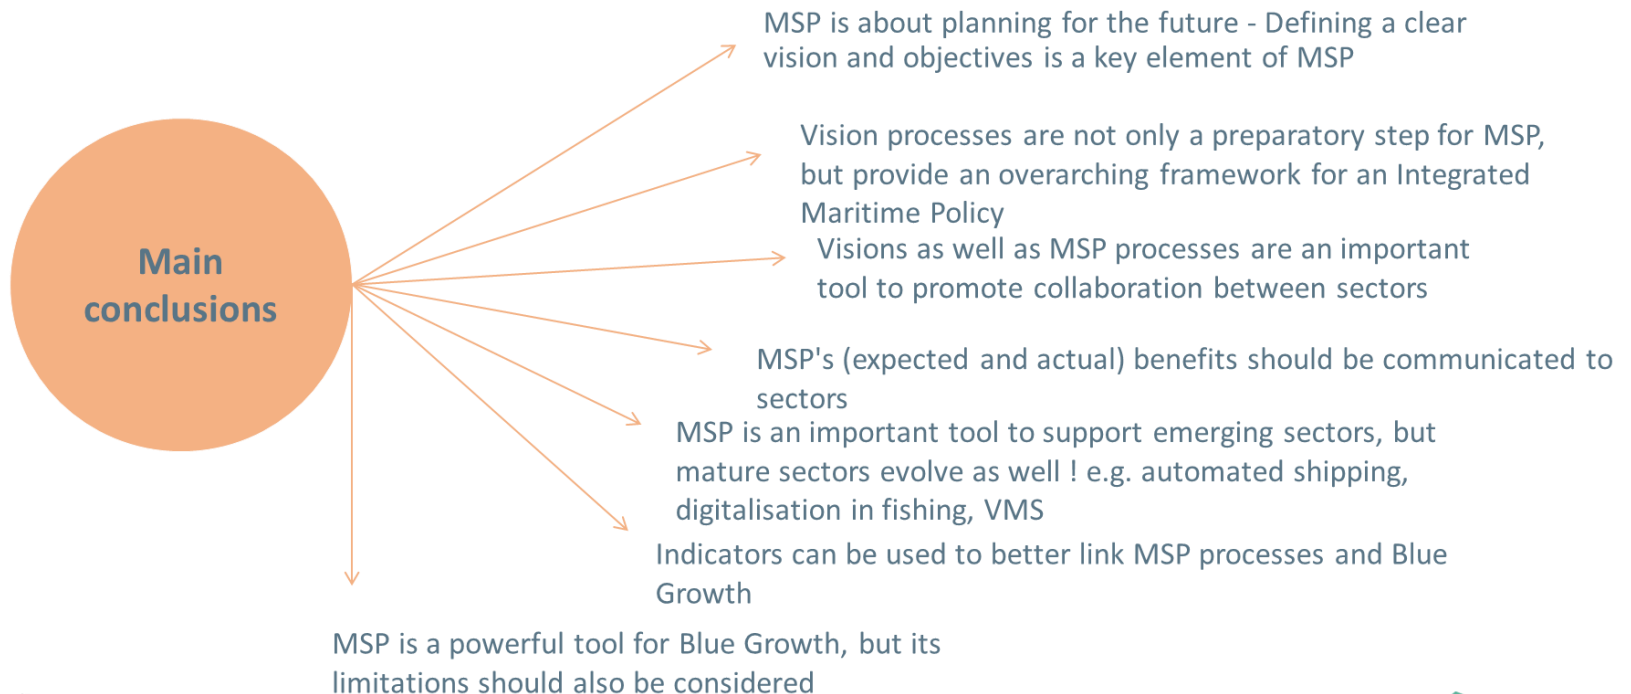 Main
conclusions
MSP is about planning for the future - Defining a clear
vision and objectives is a key element of MSP
Vision processes are not only a preparatory step for MSP,
but provide an overarching framework for an Integrated
Maritime Policy
Visions as well as MSP processes are an important
tool to promote collaboration between sectors
MSP's (expected and actual) benefits should be communicated to
sectors
MSP is an important tool to support emerging sectors, but
mature sectors evolve as well ! e.g. automated shipping,
digitalisation in fishing, VMS
Indicators can be used to better link MSP processes and Blue
Growth
MSP is a powerful tool for Blue Growth, but its
limitations should also be considered